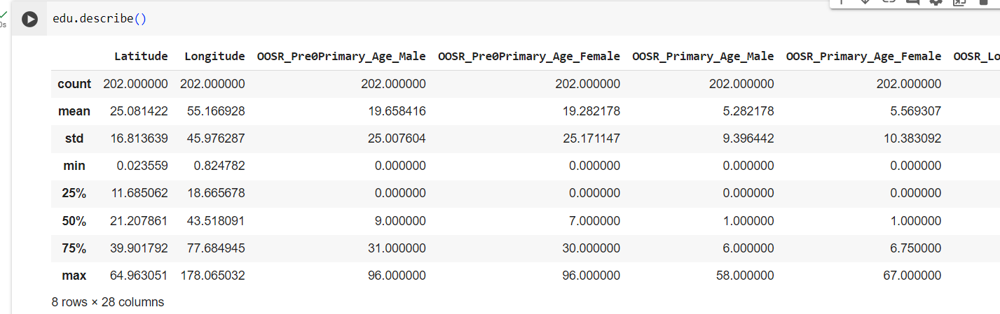 edu.describe()
0s
Latitude Longitude OOSR_Pre0Primary_Age_Male OOSR_Pre0Primary_Age_Female OOSR_Primary_Age_Male OOSR_Primary_Age_Female OOSR_Lo
count 202.000000 202.000000 202.000000 202.000000 202.000000 202.000000
mean 25.081422 55.166928 19.658416 19.282178 5.282178 5.569307
std 16.813639 45.976287 25.007604 25.171147 9.396442 10.383092
min 0.023559 0.824782 0.000000 0.000000 0.000000 0.000000
25% 11.685062 18.665678 0.000000 0.000000 0.000000 0.000000
50% 21.207861 43.518091 9.000000 7.000000 1.000000 1.000000
75% 39.901792 77.684945 31.000000 30.000000 6.000000 6.750000
max 64.963051 178.065032 96.000000 96.000000 58.000000 67.000000
8 rows × 28 columns